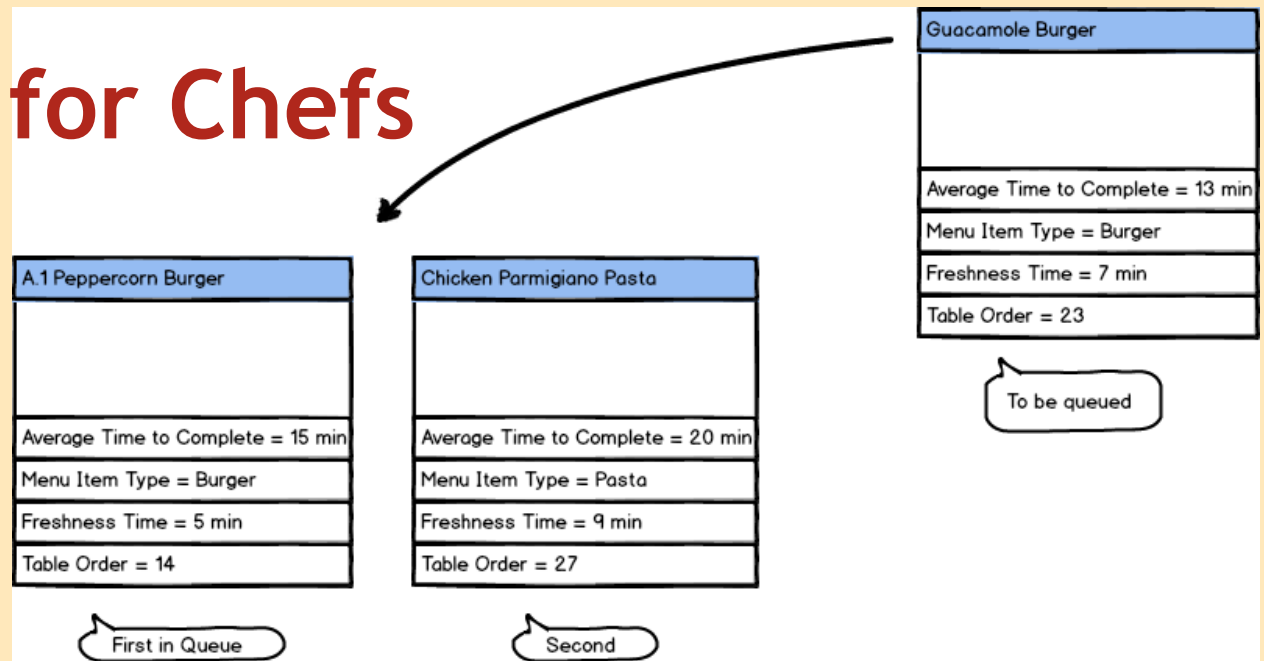 for Chefs
Guacamole Burger
Average Time to Complete = 13 min
Menu Item Type = Burger
Freshness Time = 7 min
Table Order = 23
To be queued
A.1 Peppercorn Burger
Average Time to Complete = 15 min
Menu Item Type = Burger
Freshness Time = 5 min
Table Order = 14
First in Queue
Chicken Parmigiano Pasta
Average Time to Complete = 20 min
Menu Item Type = Pasta
Freshness Time = 9 min
Table Order = 27
Second